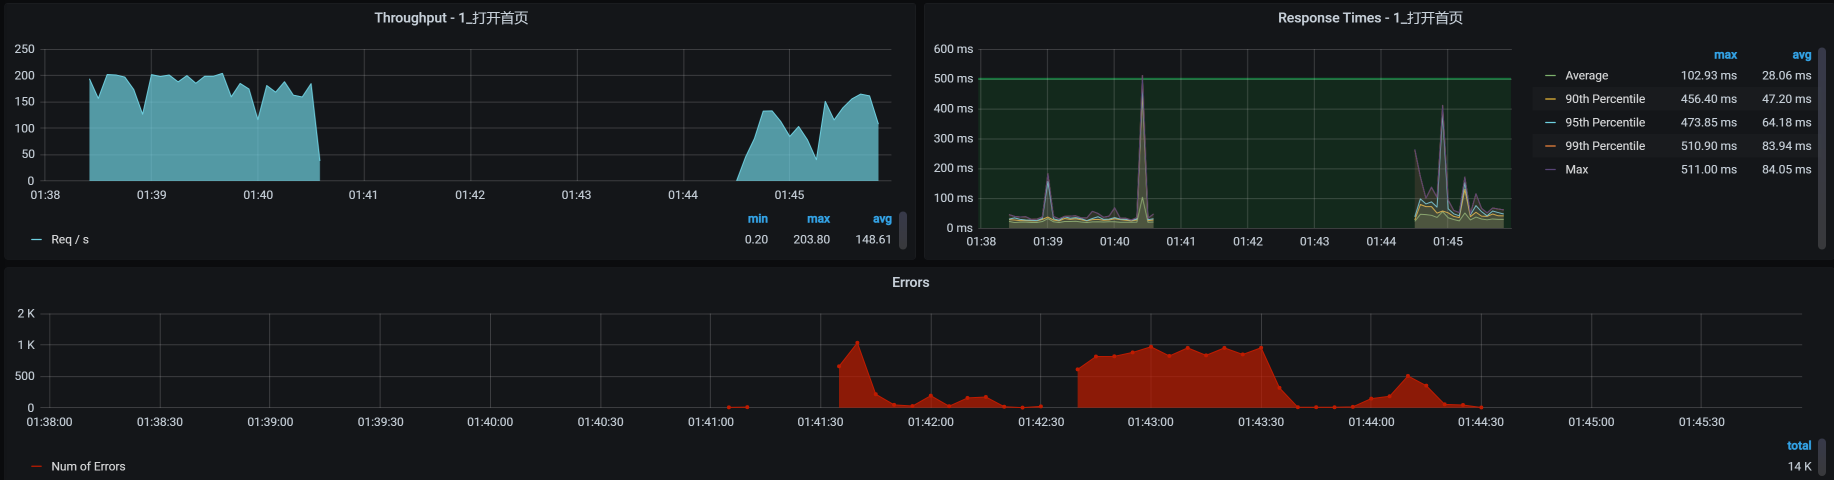 Throughput - 1_打开首页
250
200
150
100
50
0
01:38 01:39 01:40 01:41 01:42 01:43 01:44 01:45
min max avg
Req / s 0.20 203.80 148.61
Response Times - 1_打开首页
600 ms
500 ms
400 ms
300 ms
200 ms
100 ms
0 ms
01:38 01:39 01:40 01:41 01:42 01:43 01:44 01:45
max avg
Average 102.93 ms 28.06 ms
90th Percentile 456.40 ms 47.20 ms
95th Percentile 473.85 ms 64.18 ms
99th Percentile 510.90 ms 83.94 ms
Max 511.00 ms 84.05 ms
Errors
2 K
1 K
500
0
01:38:00 01:38:30 01:39:00 01:39:30 01:40:00 01:40:30 01:41:00 01:41:30 01:42:00 01:42:30 01:43:00 01:43:30 01:44:00 01:44:30 01:45:00 01:45:30
total
Num of Errors 14 K